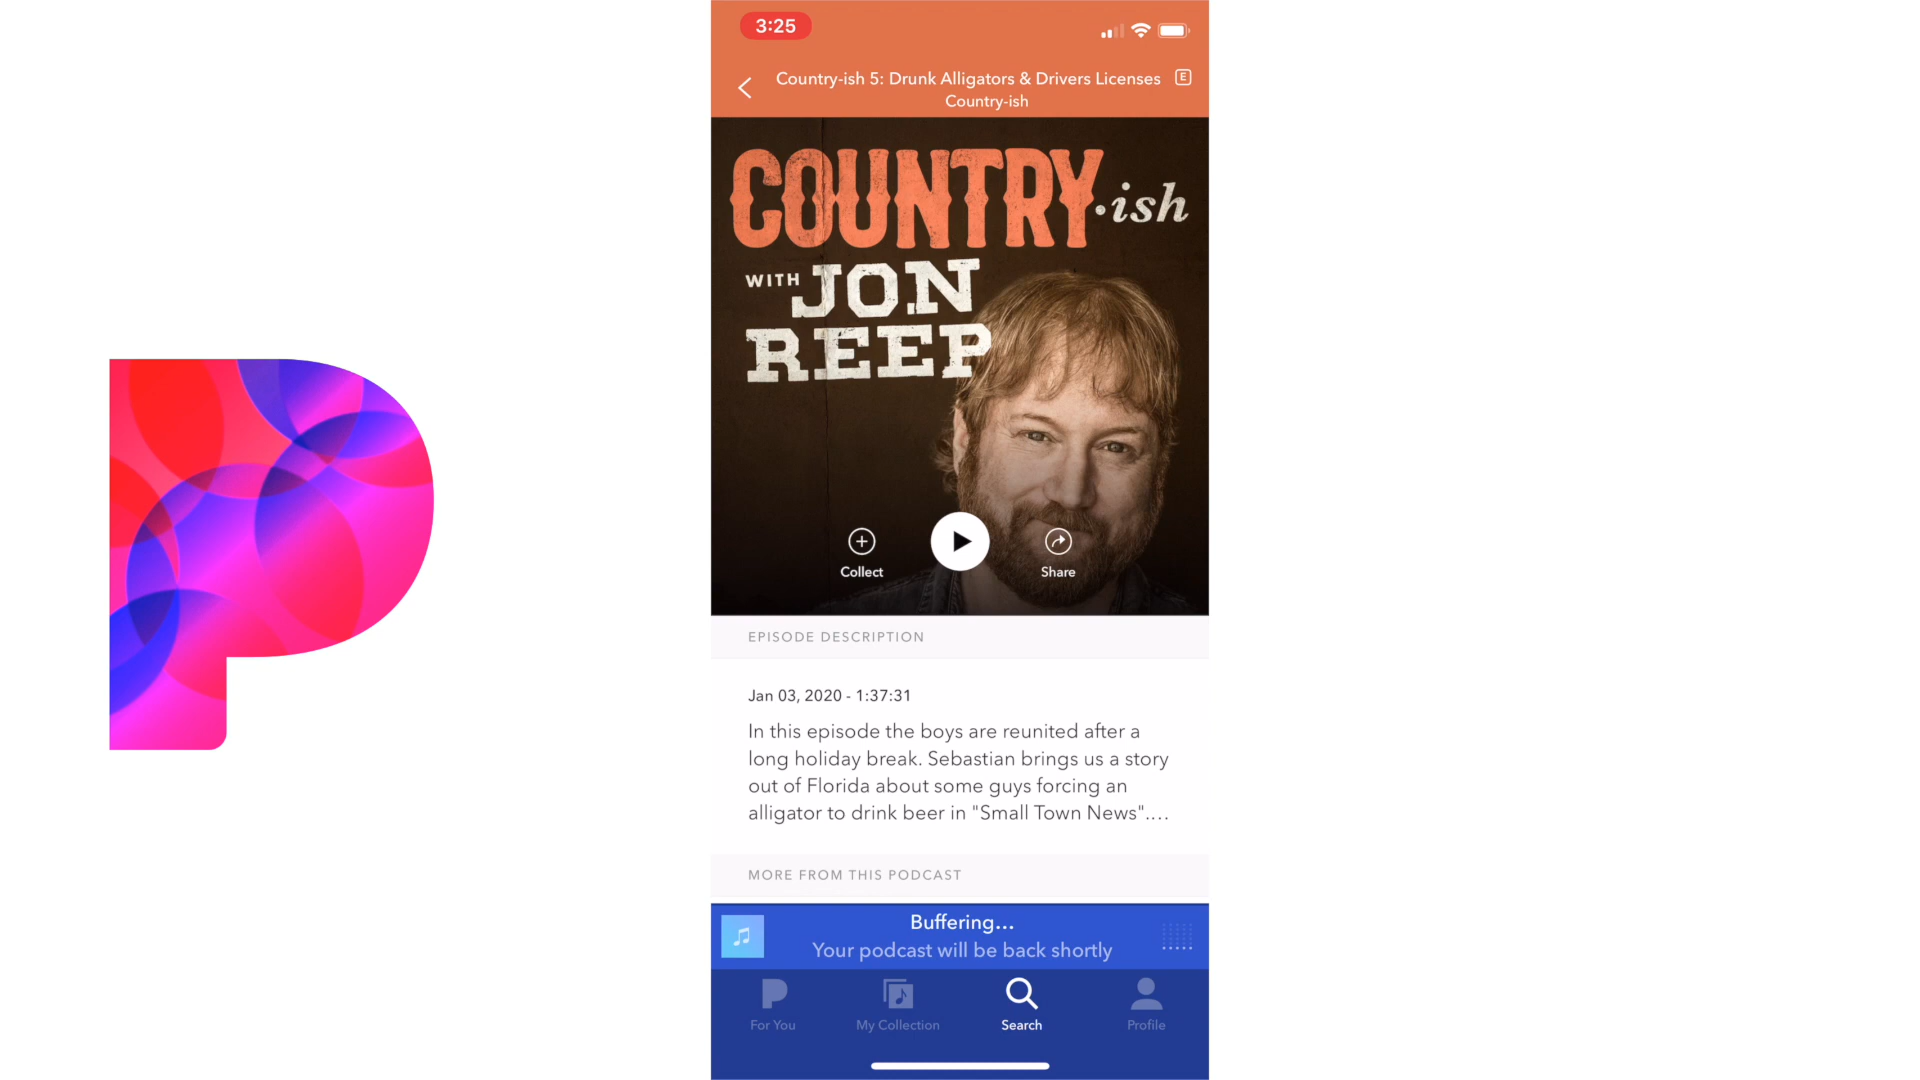 3:25
Country-ish 5: Drunk Alligators & Drivers Licenses E
Country-ish
COUNTRY•ish
WITH JON
REEP
Collect
Share
EPISODE DESCRIPTION
Jan 03, 2020 - 1:37:31
In this episode the boys are reunited after a
long holiday break. Sebastian brings us a story
out of Florida about some guys forcing an
alligator to drink beer in "Small Town News"....
MORE FROM THIS PODCAST
Buffering...
Your podcast will be back shortly
For You
My Collection
Search
Profile